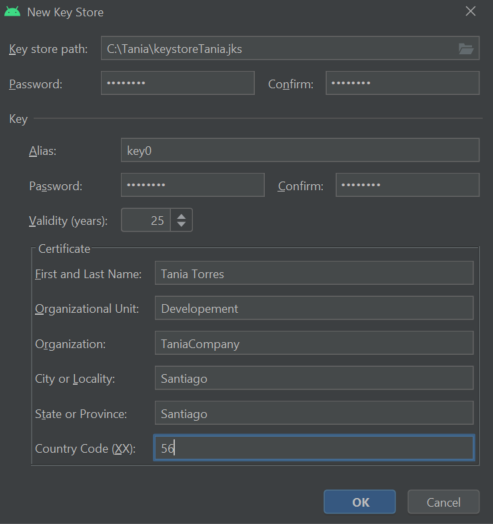 New Key Store
Key store path: C:\Tania\keystoreTania.jks
Password: •••••••• Confirm: ••••••••
Key
Alias: key0
Password: •••••••• Confirm: ••••••••
Validity (years): 25
Certificate
First and Last Name: Tania Torres
Organizational Unit: Developement
Organization: TaniaCompany
City or Locality: Santiago
State or Province: Santiago
Country Code (XX): 56
OK Cancel